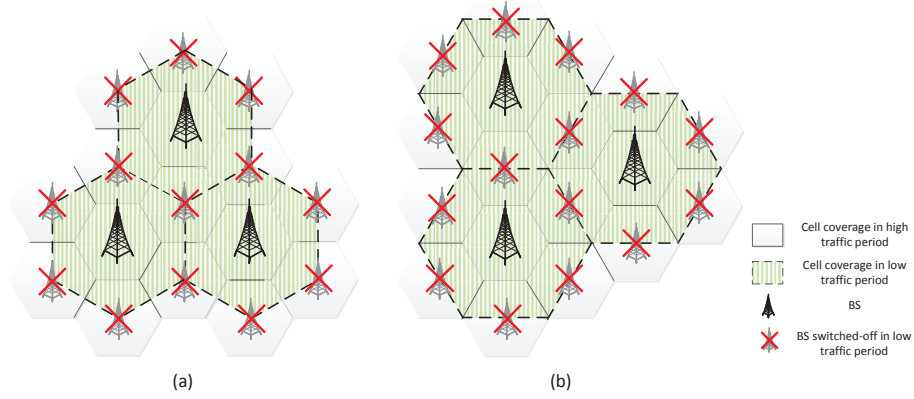 Cell coverage in high
traffic period
Cell coverage in low
traffic period
BS
BS switched-off in low
traffic period
(a)
(b)